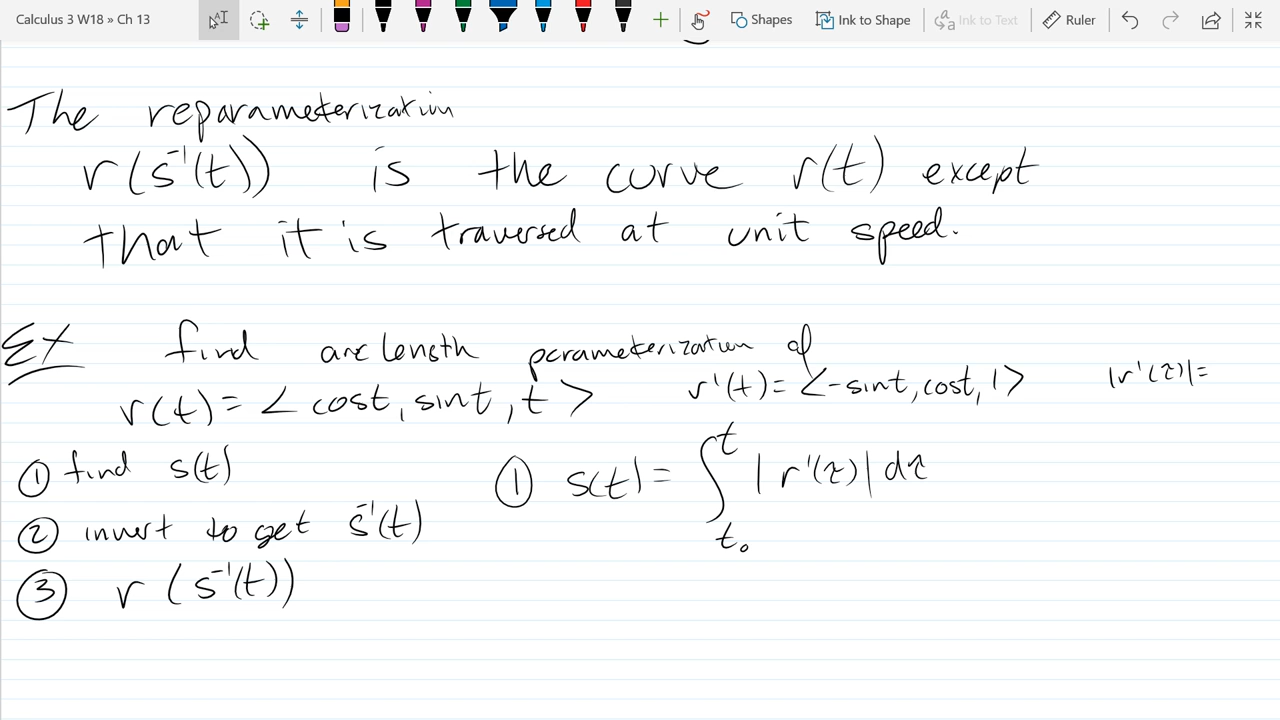 Calculus 3 W18 » Ch 13
Shapes
Ink to Shape
Ink to Text
Ruler
The reparameterization
r(s⁻¹(t)) is the curve r(t) except
that it is traversed at unit speed.
Ex find arc length parameterization of
r(t) = < cost, sint, t > r'(t) = <-sint, cost, 1> |r'(τ)| =
① find s(t) ① s(t) = ∫_{t₀}^{t} | r'(τ) | dτ
② invert to get s⁻¹(t)
③ r (s⁻¹(t))